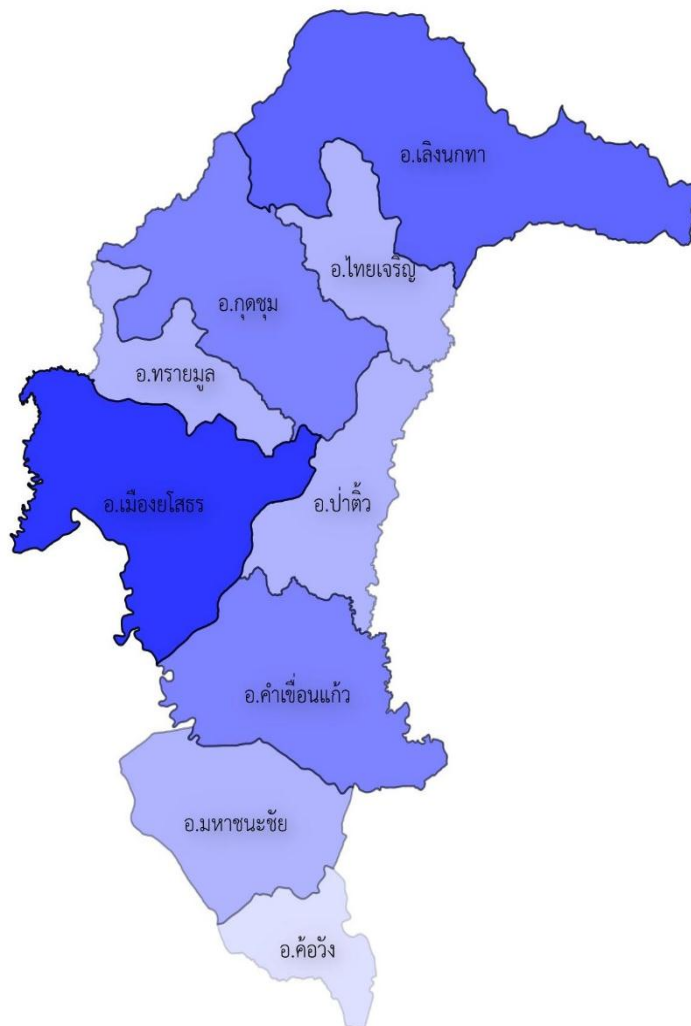 อ.เลิงนกทา
อ.ไทยเจริญ
อ.กุดชุม
อ.ทรายมูล
อ.เมืองยโสธร
อ.ป่าติ้ว
อ.คำเขื่อนแก้ว
อ.มหาชนะชัย
อ.ค้อวัง